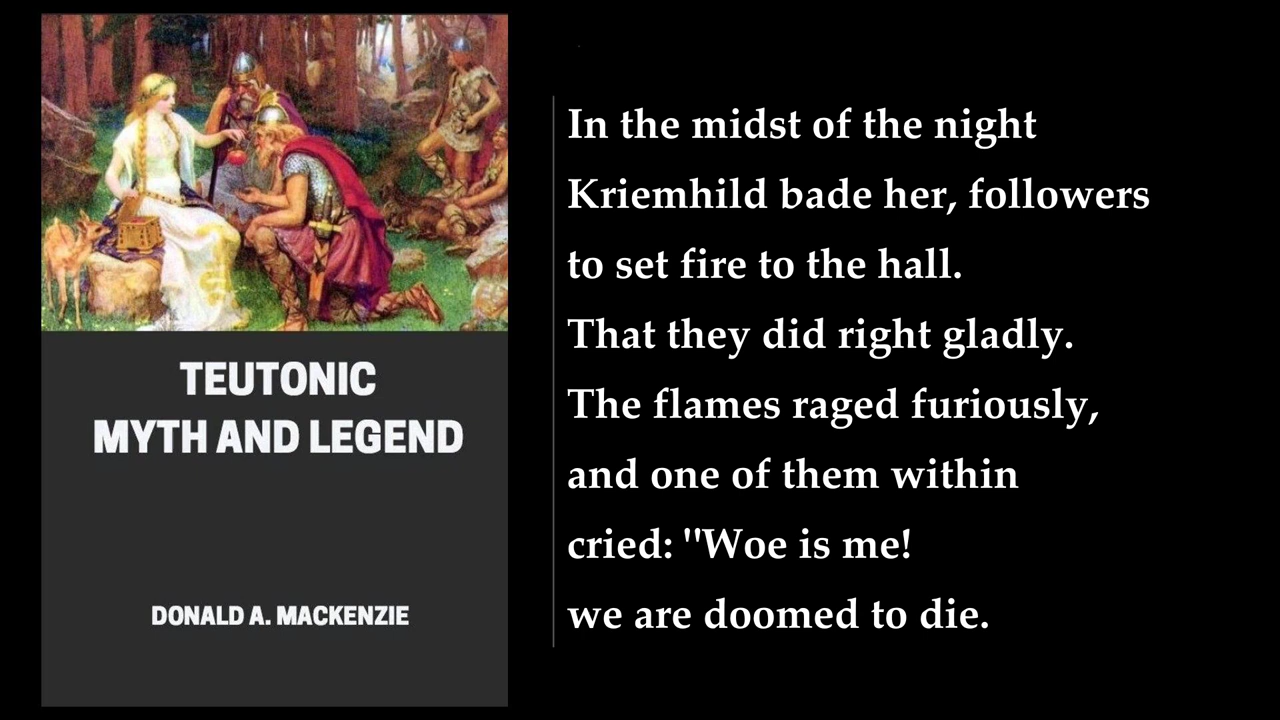 TEUTONIC
MYTH AND LEGEND
DONALD A. MACKENZIE
In the midst of the night
Kriemhild bade her, followers
to set fire to the hall.
That they did right gladly.
The flames raged furiously,
and one of them within
cried: "Woe is me!
we are doomed to die.